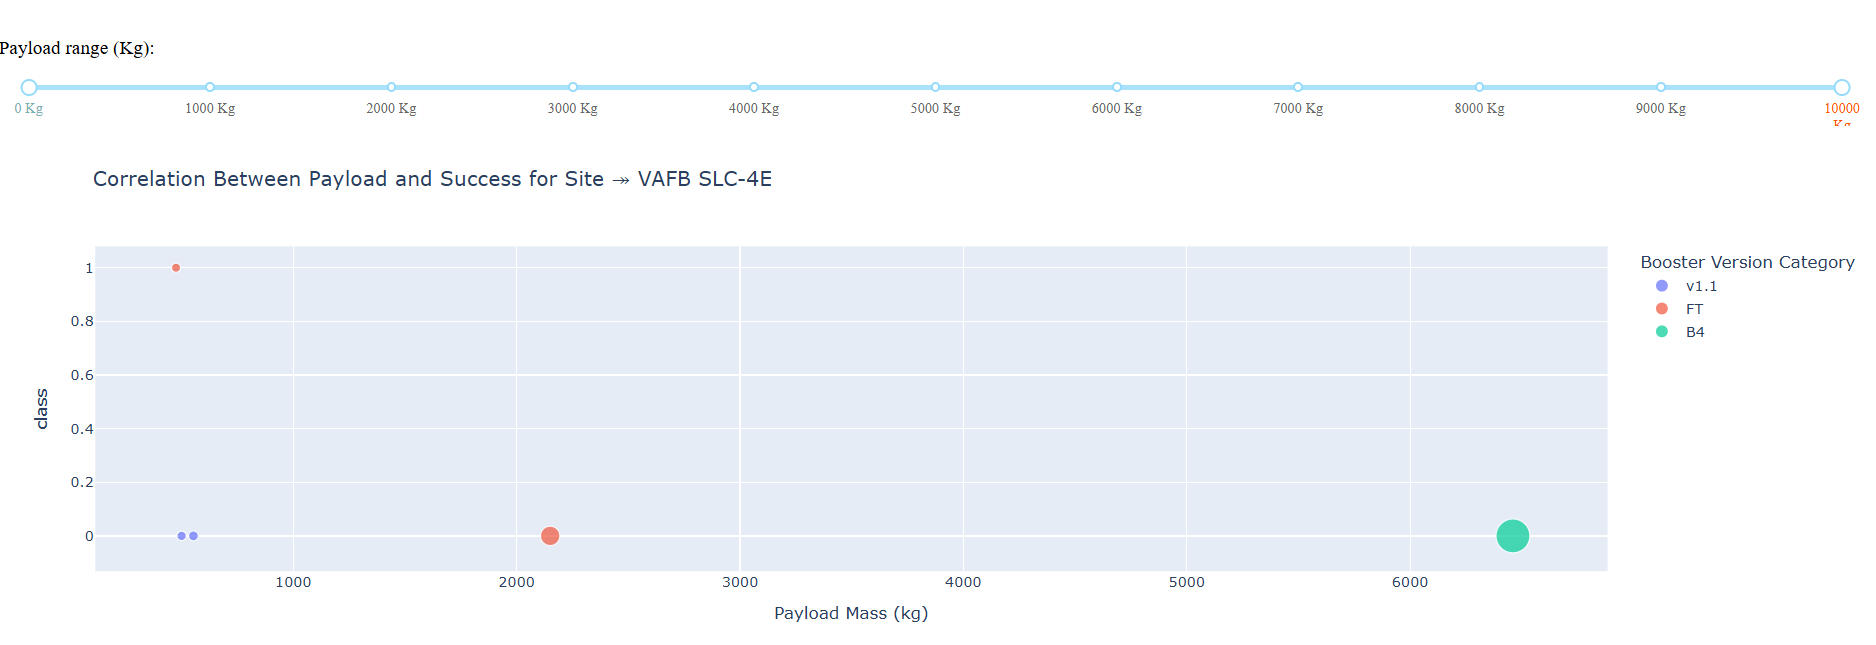 Payload range (Kg):
0 Kg 1000 Kg 2000 Kg 3000 Kg 4000 Kg 5000 Kg 6000 Kg 7000 Kg 8000 Kg 9000 Kg 10000
Kg
Correlation Between Payload and Success for Site ↠ VAFB SLC-4E
Booster Version Category
v1.1
FT
B4
class
1
0.8
0.6
0.4
0.2
0
1000 2000 3000 4000 5000 6000
Payload Mass (kg)